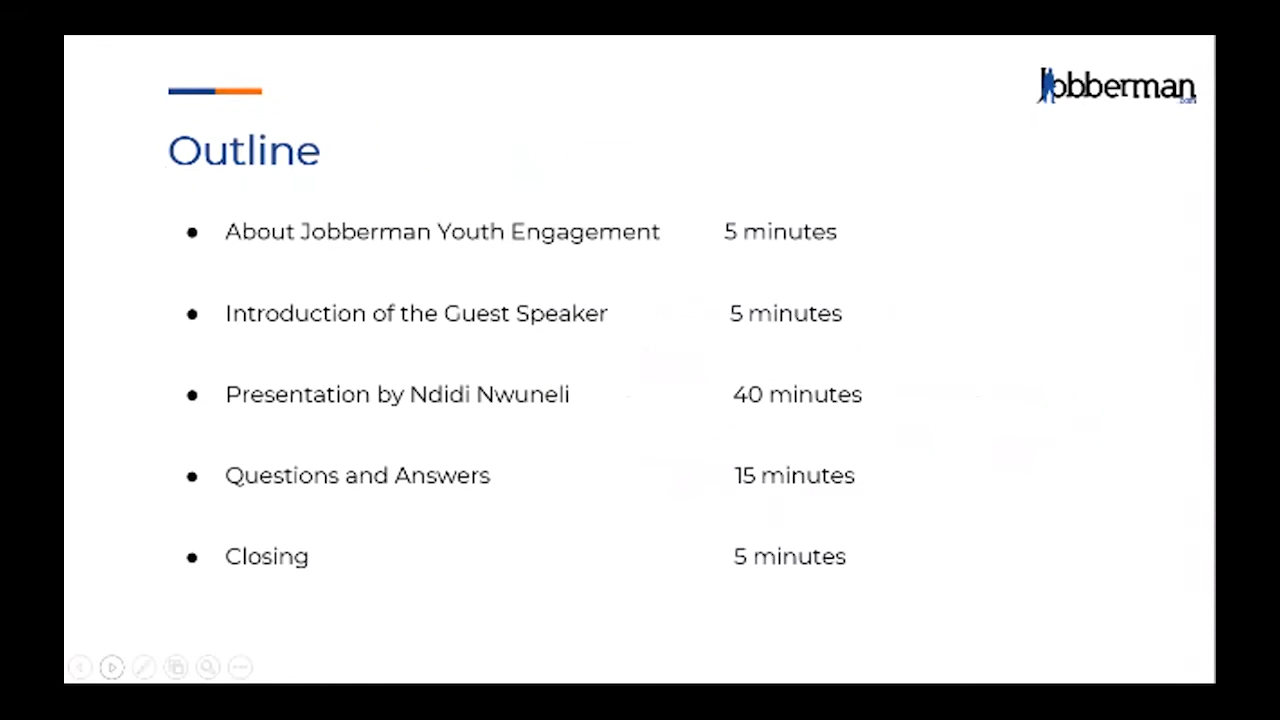 Jobberman
.com
Outline
● About Jobberman Youth Engagement 5 minutes
● Introduction of the Guest Speaker 5 minutes
● Presentation by Ndidi Nwuneli 40 minutes
● Questions and Answers 15 minutes
● Closing 5 minutes